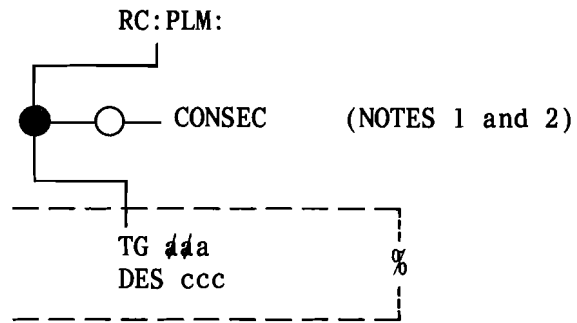 RC:PLM:
CONSEC (NOTES 1 and 2)
TG a̸a̸a
DES ccc
%